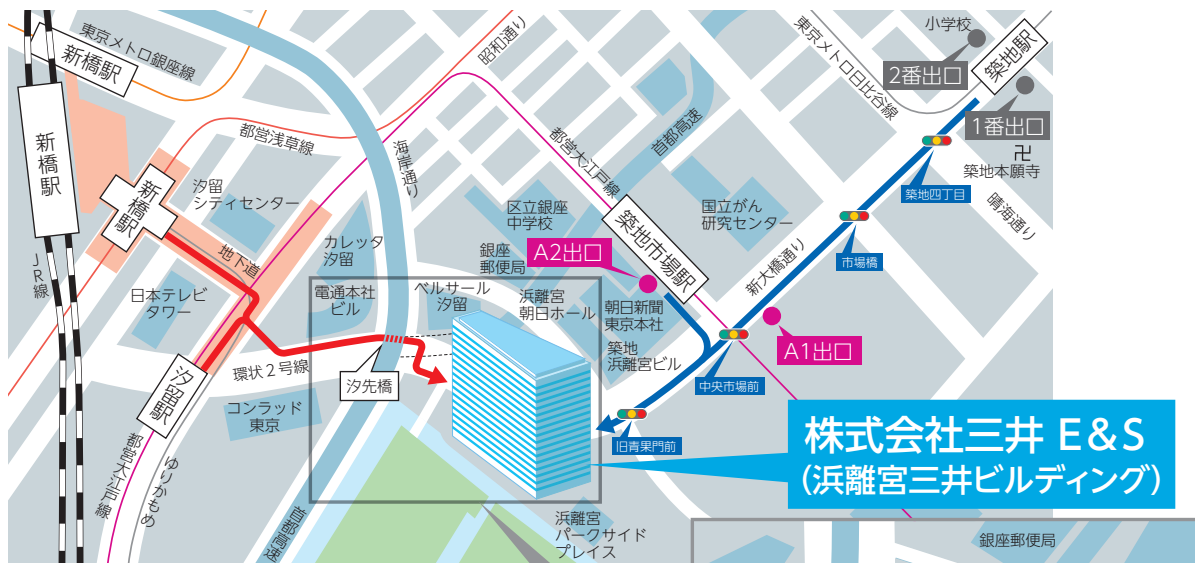 東京メトロ銀座線
新橋駅
新橋駅
新橋駅
JR線
都営浅草線
汐留
シティセンター
地下道
日本テレビ
タワー
汐留駅
都営大江戸線
ゆりかもめ
環状2号線
コンラッド
東京
首都高速
昭和通り
海岸通り
カレッタ
汐留
電通本社
ビル
汐先橋
ベルサール
汐留
浜離宮
朝日ホール
銀座
郵便局
区立銀座
中学校
都営大江戸線
首都高速
国立がん
研究センター
築地市場駅
A2出口
朝日新聞
東京本社
築地
浜離宮ビル
新大橋通り
A1出口
中央市場前
旧青果門前
市場橋
築地四丁目
東京メトロ日比谷線
小学校
2番出口
築地駅
1番出口
卍
築地本願寺
晴海通り
株式会社三井 E&S
(浜離宮三井ビルディング)
浜離宮
パークサイド
プレイス
銀座郵便局